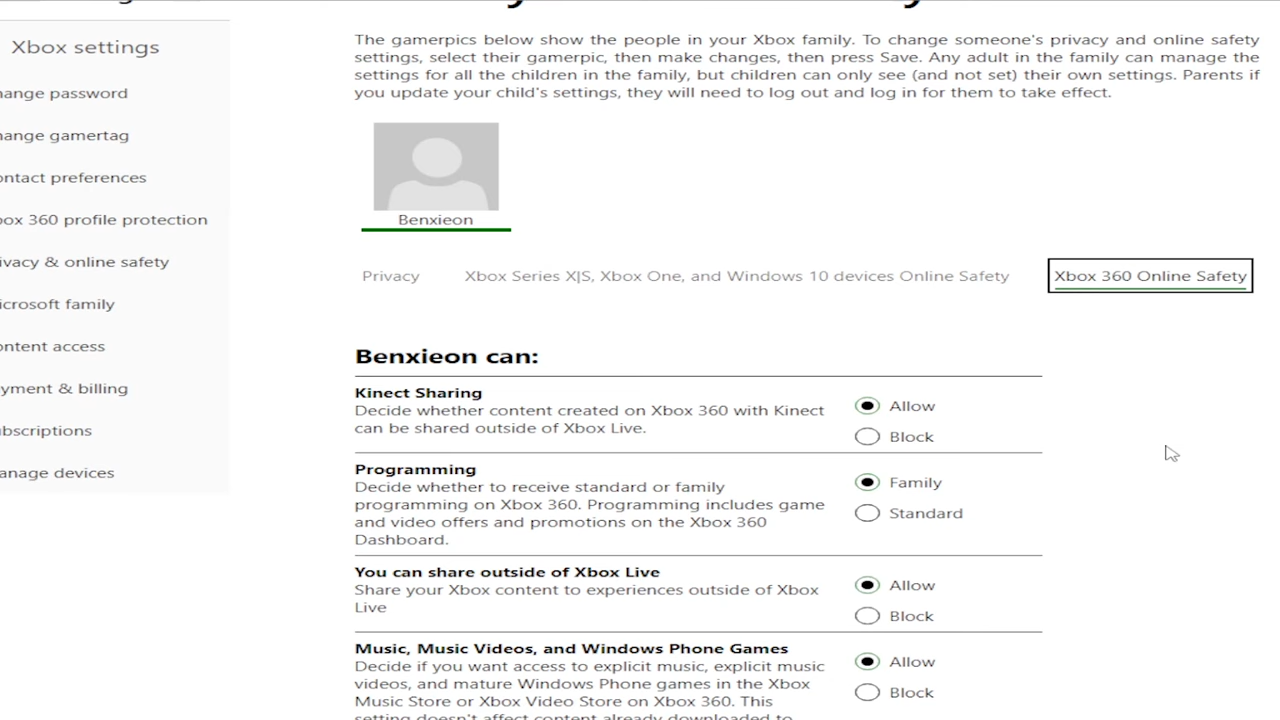 Xbox settings
hange password
hange gamertag
ontact preferences
box 360 profile protection
ivacy & online safety
icrosoft family
ontent access
yment & billing
bscriptions
anage devices
The gamerpics below show the people in your Xbox family. To change someone's privacy and online safety
settings, select their gamerpic, then make changes, then press Save. Any adult in the family can manage the
settings for all the children in the family, but children can only see (and not set) their own settings. Parents if
you update your child's settings, they will need to log out and log in for them to take effect.
Benxieon
Privacy
Xbox Series X|S, Xbox One, and Windows 10 devices Online Safety
Xbox 360 Online Safety
Benxieon can:
Kinect Sharing
Decide whether content created on Xbox 360 with Kinect
can be shared outside of Xbox Live.
Allow
Block
Programming
Decide whether to receive standard or family
programming on Xbox 360. Programming includes game
and video offers and promotions on the Xbox 360
Dashboard.
Family
Standard
You can share outside of Xbox Live
Share your Xbox content to experiences outside of Xbox
Live
Allow
Block
Music, Music Videos, and Windows Phone Games
Decide if you want access to explicit music, explicit music
videos, and mature Windows Phone games in the Xbox
Music Store or Xbox Video Store on Xbox 360. This
setting doesn't affect content already downloaded to
Allow
Block